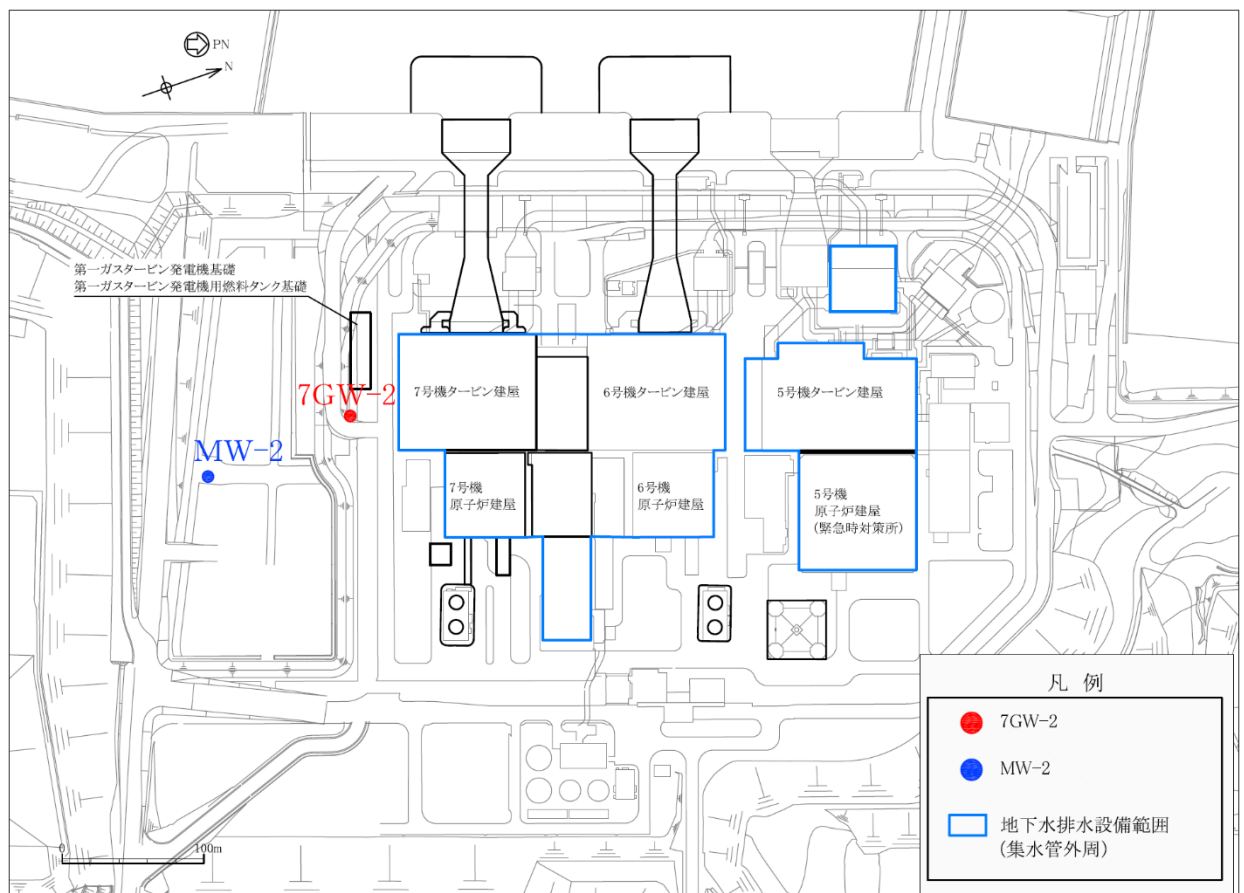 PN
N
第一ガスタービン発電機基礎
第一ガスタービン発電機用燃料タンク基礎
7GW-2
MW-2
7号機タービン建屋
6号機タービン建屋
5号機タービン建屋
7号機
原子炉建屋
6号機
原子炉建屋
5号機
原子炉建屋
(緊急時対策所)
凡 例
7GW-2
MW-2
地下水排水設備範囲
(集水管外周)
0 100m